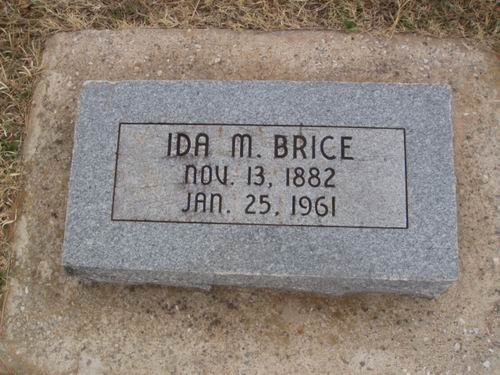 IDA M. BRICE
NOV. 13, 1882
JAN. 25, 1961